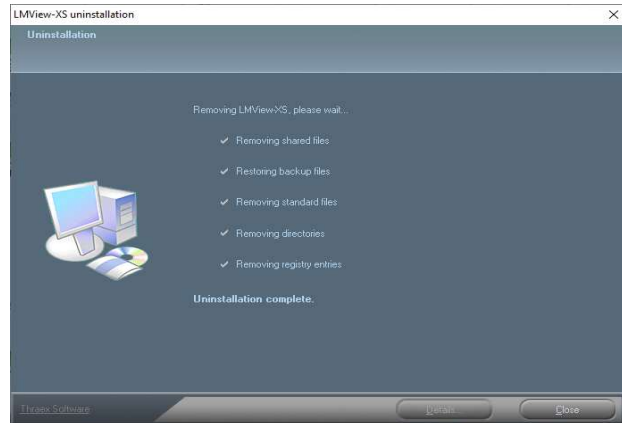 LMView-XS uninstallation
Uninstallation
Removing LMView-XS, please wait...
Removing shared files
Restoring backup files
Removing standard files
Removing directories
Removing registry entries
Uninstallation complete.
Thraex Software
Details...
Close